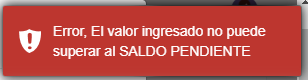 Error, El valor ingresado no puede
superar al SALDO PENDIENTE